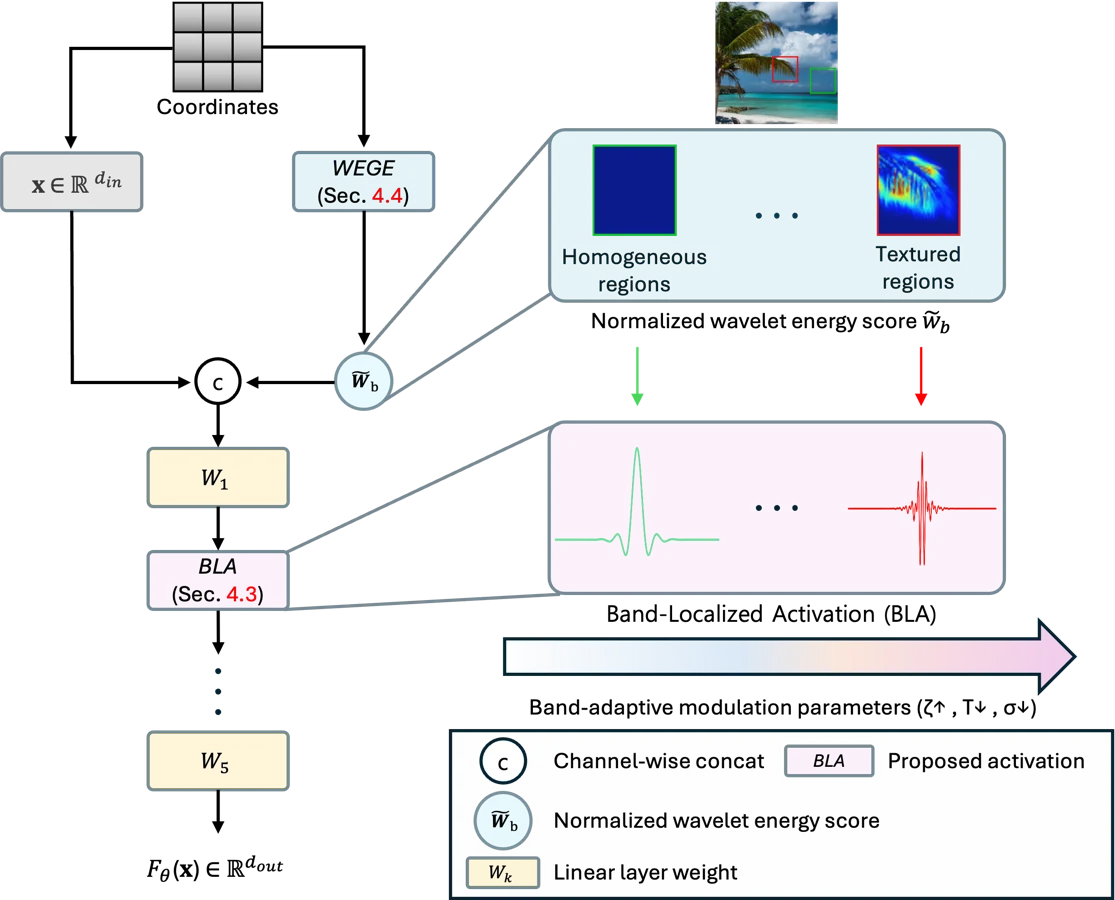 Coordinates
x ∈ ℝ d_in
WEGE
(Sec. 4.4)
Homogeneous
regions
. . .
Textured
regions
Normalized wavelet energy score w̃_b
c
w̃_b
W_1
BLA
(Sec. 4.3)
. . .
Band-Localized Activation (BLA)
Band-adaptive modulation parameters (ζ↑ , T↓ , σ↓)
W_5
F_θ(x) ∈ ℝ^{d_out}
c
Channel-wise concat
BLA
Proposed activation
w̃_b
Normalized wavelet energy score
W_k
Linear layer weight